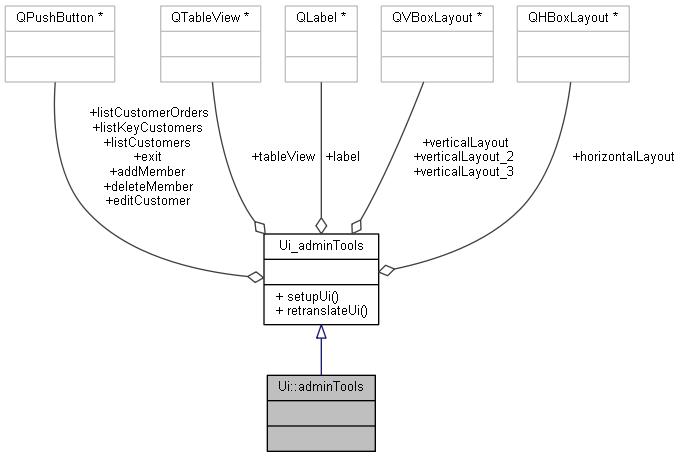 QPushButton *
QTableView *
QLabel *
QVBoxLayout *
QHBoxLayout *
+listCustomerOrders
+listKeyCustomers
+listCustomers
+exit
+addMember
+deleteMember
+editCustomer
+tableView
+label
+verticalLayout
+verticalLayout_2
+verticalLayout_3
+horizontalLayout
Ui_adminTools
+ setupUi()
+ retranslateUi()
Ui::adminTools